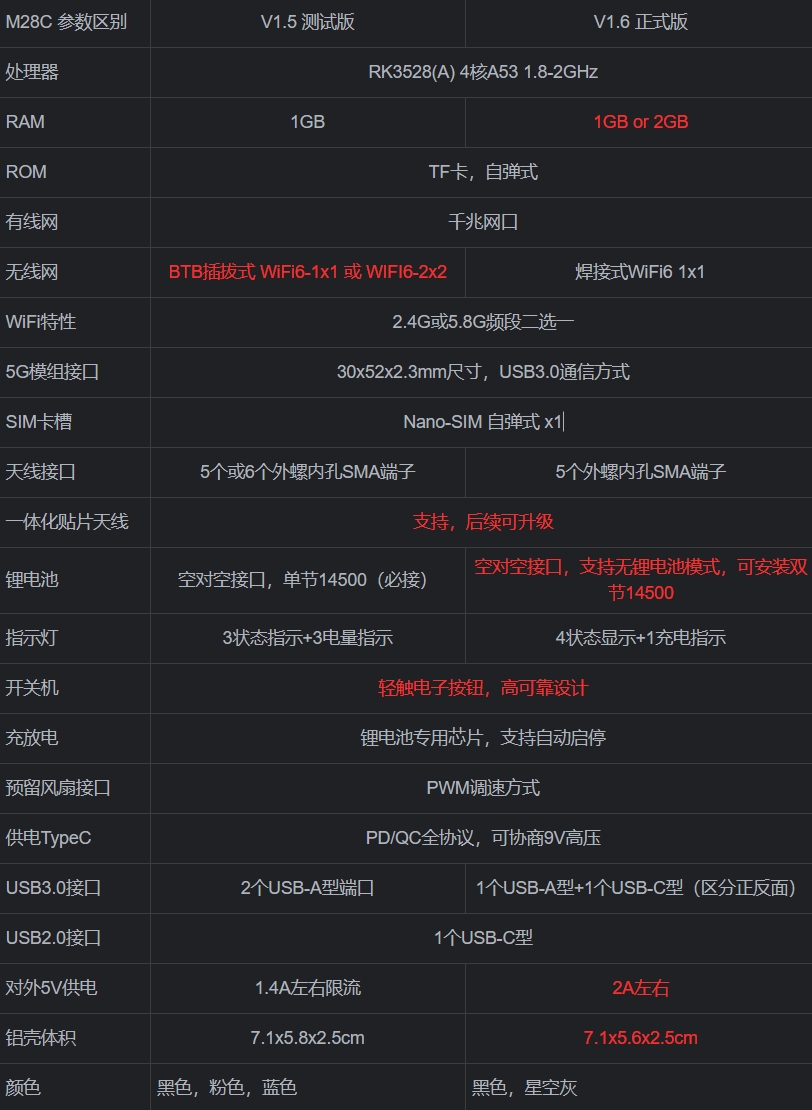 M28C 参数区别 V1.5 测试版 V1.6 正式版
处理器 RK3528(A) 4核A53 1.8-2GHz
RAM 1GB 1GB or 2GB
ROM TF卡，自弹式
有线网 千兆网口
无线网 BTB插拔式 WiFi6-1x1 或 WIFI6-2x2 焊接式WiFi6 1x1
WiFi特性 2.4G或5.8G频段二选一
5G模组接口 30x52x2.3mm尺寸，USB3.0通信方式
SIM卡槽 Nano-SIM 自弹式 x1
天线接口 5个或6个外螺内孔SMA端子 5个外螺内孔SMA端子
一体化贴片天线 支持，后续可升级
锂电池 空对空接口，单节14500（必接） 空对空接口，支持无锂电池模式，可安装双
节14500
指示灯 3状态指示+3电量指示 4状态显示+1充电指示
开关机 轻触电子按钮，高可靠设计
充放电 锂电池专用芯片，支持自动启停
预留风扇接口 PWM调速方式
供电TypeC PD/QC全协议，可协商9V高压
USB3.0接口 2个USB-A型端口 1个USB-A型+1个USB-C型（区分正反面）
USB2.0接口 1个USB-C型
对外5V供电 1.4A左右限流 2A左右
铝壳体积 7.1x5.8x2.5cm 7.1x5.6x2.5cm
颜色 黑色，粉色，蓝色 黑色，星空灰